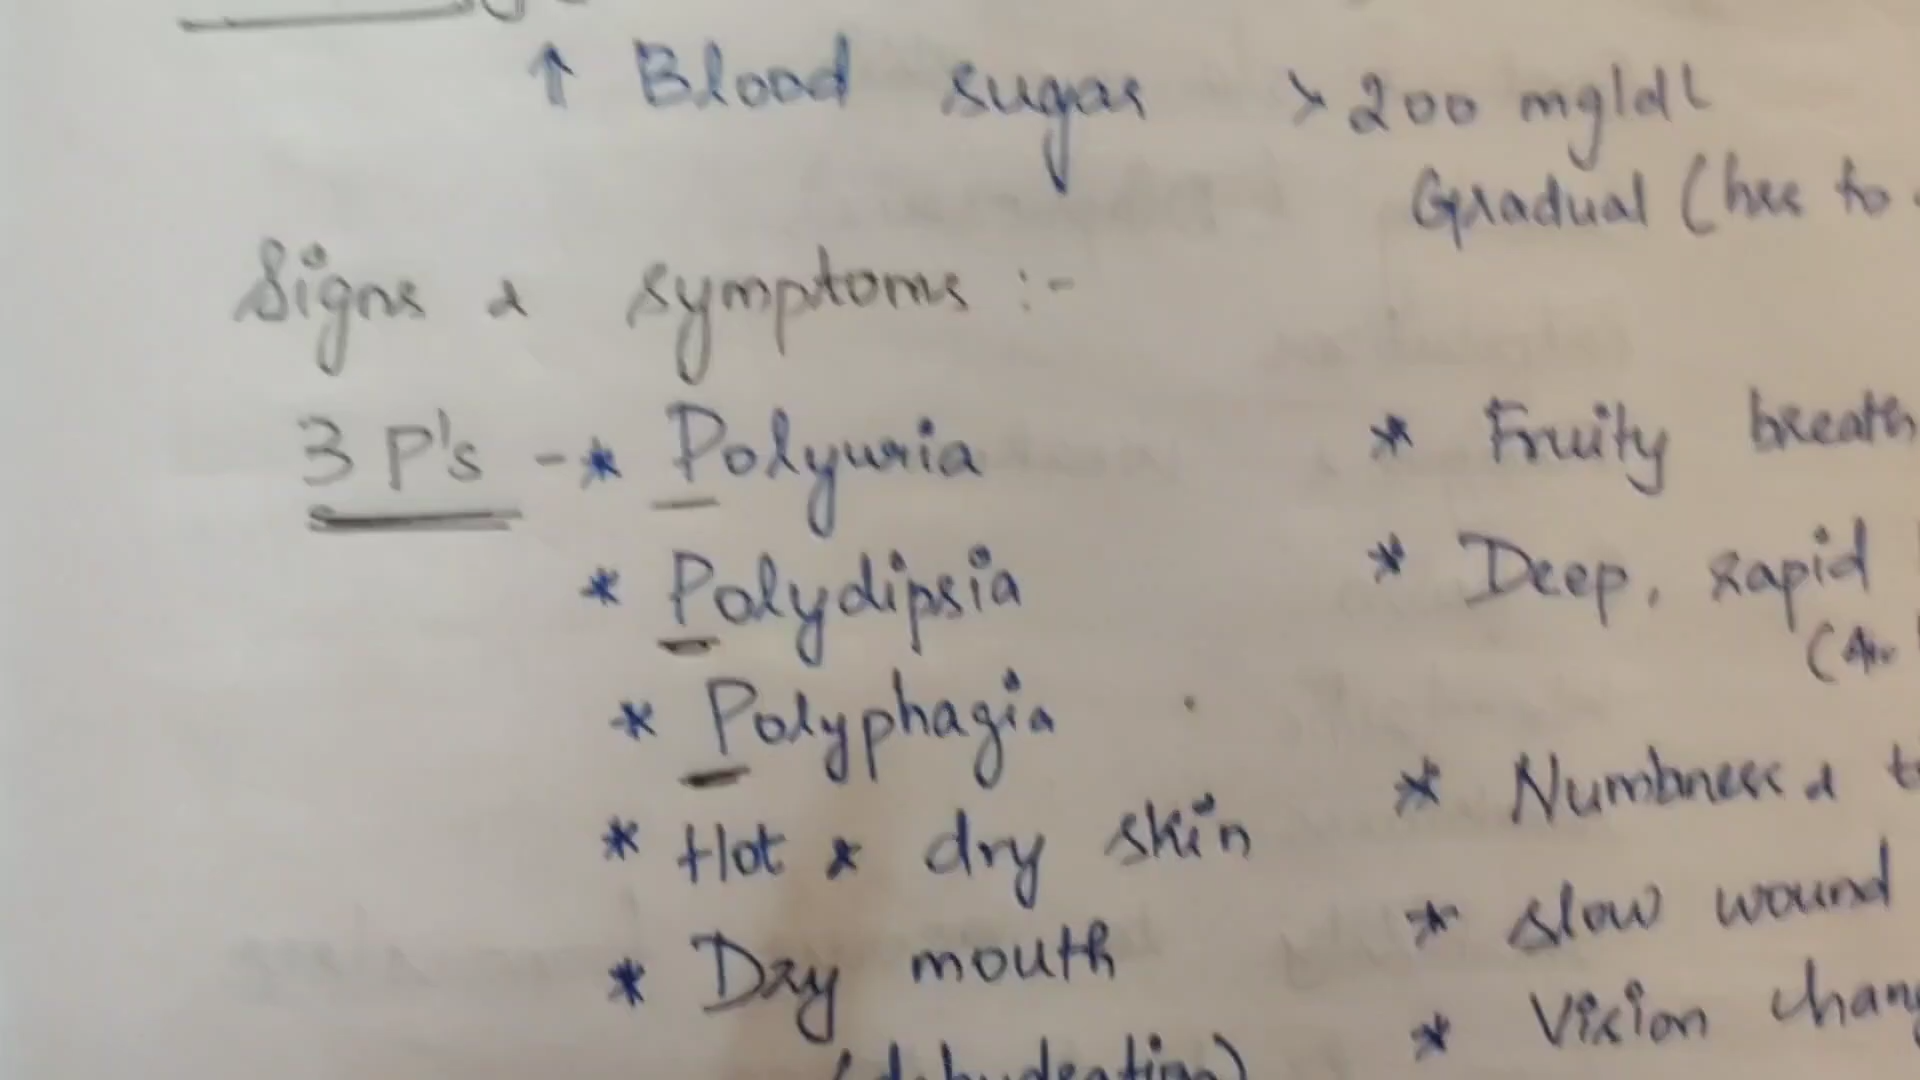 ↑ Blood sugar > 200 mg/dl
Gradual (hrs to
Signs & symptoms :-
3 P's - * Polyuria
* Polydipsia
* Polyphagia
* Hot & dry skin
* Dry mouth
(dehydration)
* Fruity breath
* Deep, rapid
* Numbness &
* Slow wound
* Vision